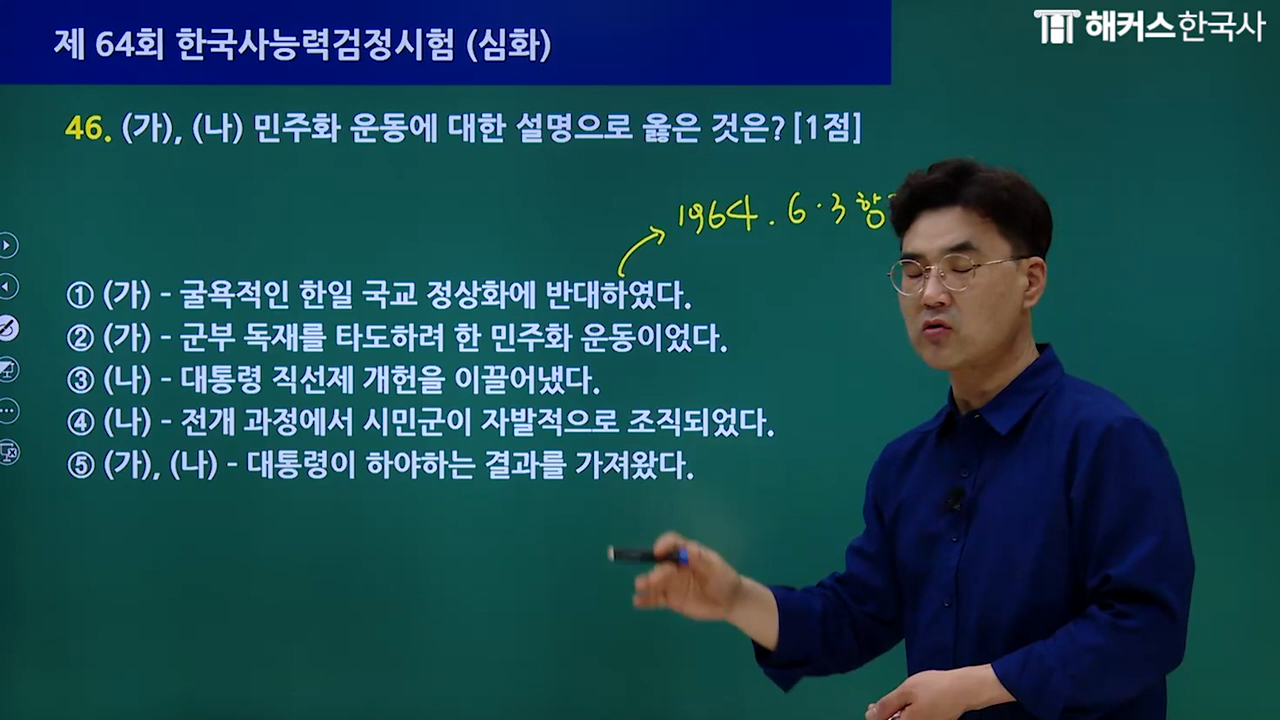 제 64회 한국사능력검정시험 (심화)
해커스한국사
46. (가), (나) 민주화 운동에 대한 설명으로 옳은 것은? [1점]
1964. 6·3 항
① (가) - 굴욕적인 한일 국교 정상화에 반대하였다.
② (가) - 군부 독재를 타도하려 한 민주화 운동이었다.
③ (나) - 대통령 직선제 개헌을 이끌어냈다.
④ (나) - 전개 과정에서 시민군이 자발적으로 조직되었다.
⑤ (가), (나) - 대통령이 하야하는 결과를 가져왔다.